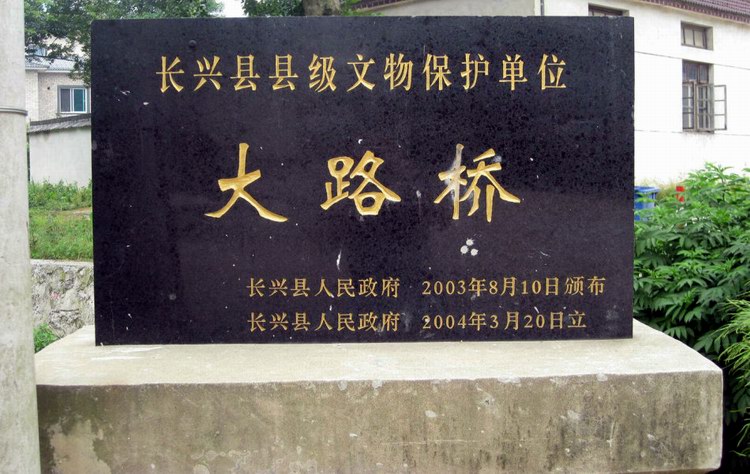 长兴县县级文物保护单位
大路桥
长兴县人民政府 2003年8月10日颁布
长兴县人民政府 2004年3月20日立